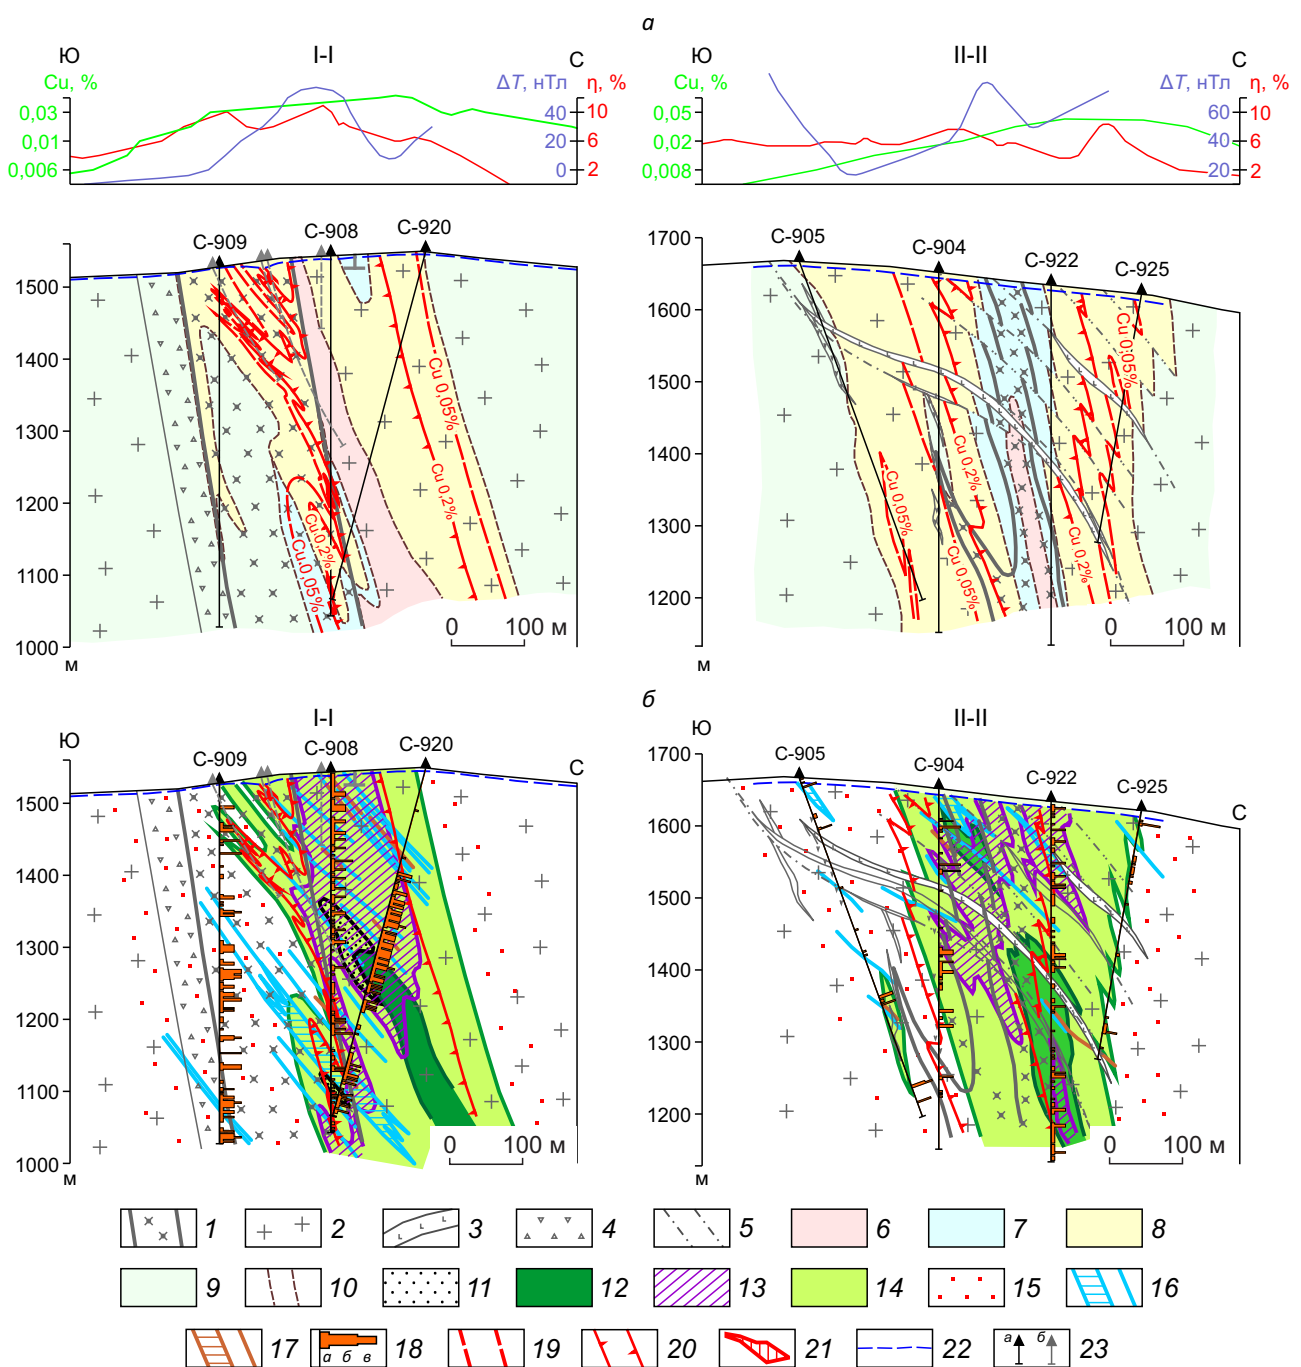 а
Ю I-I С
Cu, % ΔT, нТл η, %
0,03 40 10
0,01 20 6
0,006 0 2
Ю II-II С
Cu, % ΔT, нТл η, %
0,05 60 10
0,02 40 6
0,008 20 2
С-909 С-908 С-920
1500
1400
1300
1200
1100
1000
м
Cu 0,05%
Cu 0,2%
Cu 0,2%
Cu 0,05%
0 100 м
С-905 С-904 С-922 С-925
1700
1600
1500
1400
1300
1200
м
Cu 0,05%
Cu 0,2%
Cu 0,05%
Cu 0,05%
Cu 0,2%
0 100 м
б
I-I
Ю С
С-909 С-908 С-920
1500
1400
1300
1200
1100
1000
м
0 100 м
II-II
Ю С
С-905 С-904 С-922 С-925
1700
1600
1500
1400
1300
1200
м
0 100 м
1 2 3 4 5 6 7 8
9 10 11 12 13 14 15 16
17 а б в 18 19 20 21 22 а б 23